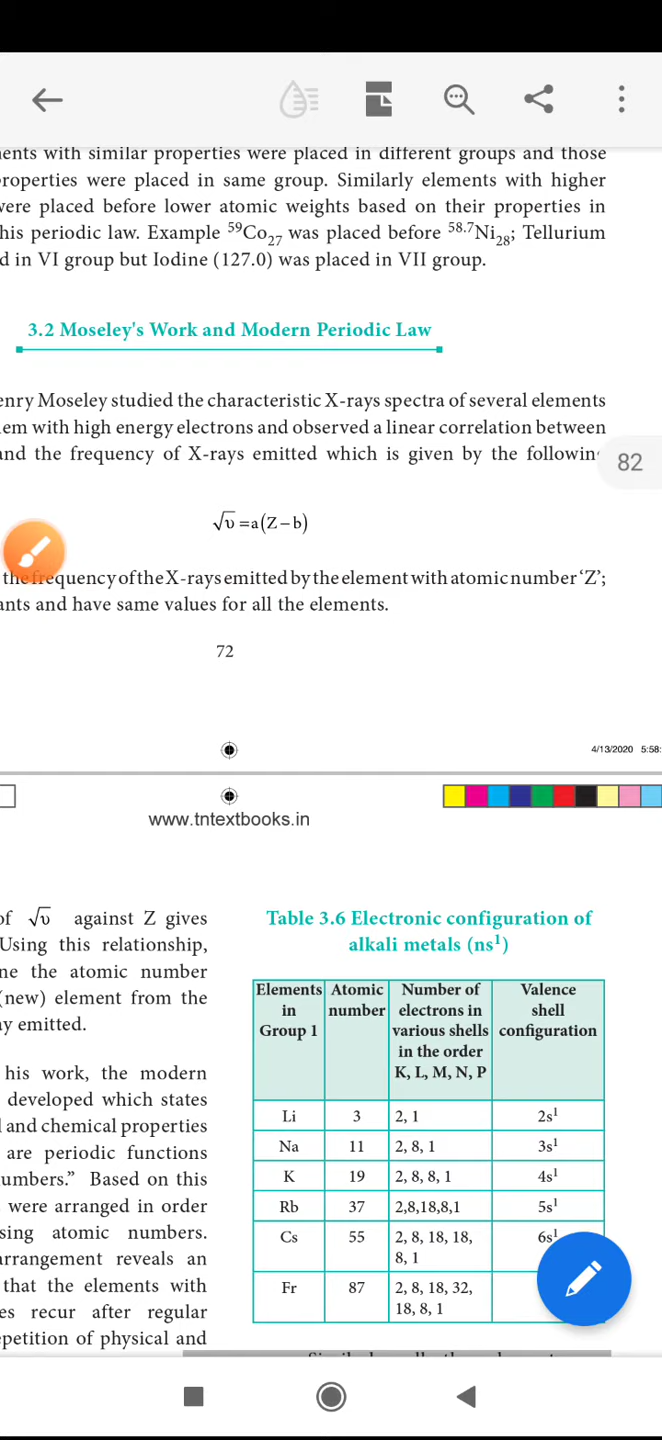 ents with similar properties were placed in different groups and those
properties were placed in same group. Similarly elements with higher
were placed before lower atomic weights based on their properties in
his periodic law. Example ⁵⁹Co₂₇ was placed before ⁵⁸·⁷Ni₂₈; Tellurium
d in VI group but Iodine (127.0) was placed in VII group.
3.2 Moseley's Work and Modern Periodic Law
enry Moseley studied the characteristic X-rays spectra of several elements
em with high energy electrons and observed a linear correlation between
and the frequency of X-rays emitted which is given by the followin
82
√υ = a(Z − b)
the frequency of the X-rays emitted by the element with atomic number ‘Z’;
ants and have same values for all the elements.
72
4/13/2020 5:58:
www.tntextbooks.in
of √υ against Z gives
Using this relationship,
ne the atomic number
(new) element from the
ay emitted.
his work, the modern
developed which states
l and chemical properties
are periodic functions
umbers.” Based on this
were arranged in order
sing atomic numbers.
arrangement reveals an
that the elements with
es recur after regular
epetition of physical and
Table 3.6 Electronic configuration of
alkali metals (ns¹)
Elements in Group 1 Atomic number Number of electrons in various shells in the order K, L, M, N, P Valence shell configuration
Li 3 2, 1 2s¹
Na 11 2, 8, 1 3s¹
K 19 2, 8, 8, 1 4s¹
Rb 37 2,8,18,8,1 5s¹
Cs 55 2, 8, 18, 18, 8, 1 6s¹
Fr 87 2, 8, 18, 32, 18, 8, 1